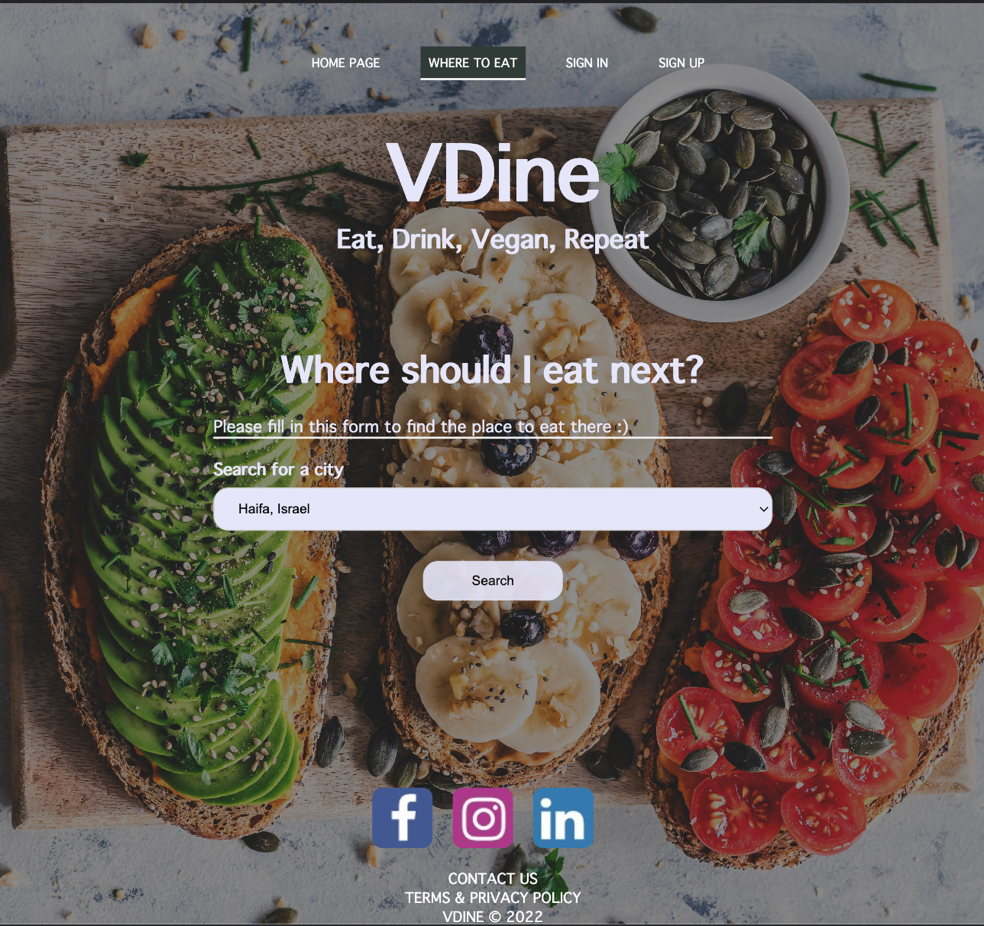 HOME PAGE WHERE TO EAT SIGN IN SIGN UP
VDine
Eat, Drink, Vegan, Repeat
Where should I eat next?
Please fill in this form to find the place to eat there :)
Search for a city
Haifa, Israel
Search
f in
CONTACT US
TERMS & PRIVACY POLICY
VDINE © 2022